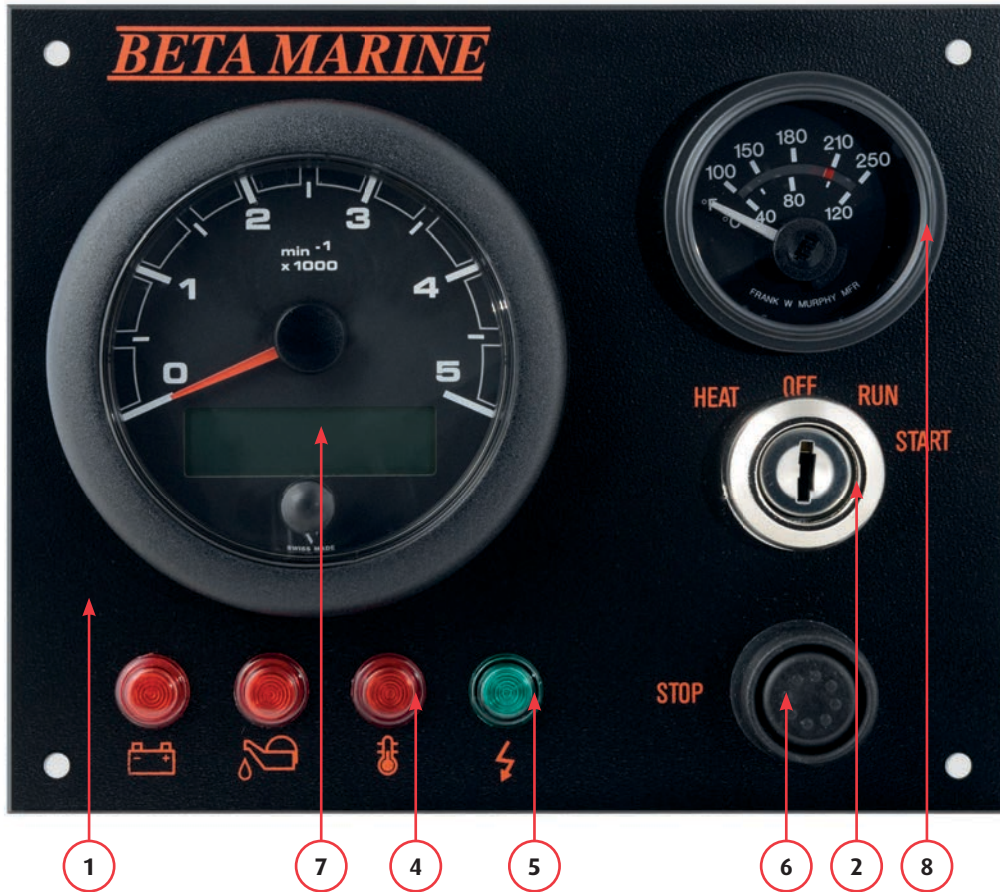 BETA MARINE
0 1 2 3 4 5
min -1
x 1000
100 150 180 210 250
°F
°C 40 80 120
FRANK W MURPHY MFR
HEAT OFF RUN START
SWISS MADE
STOP
1 7 4 5 6 2 8